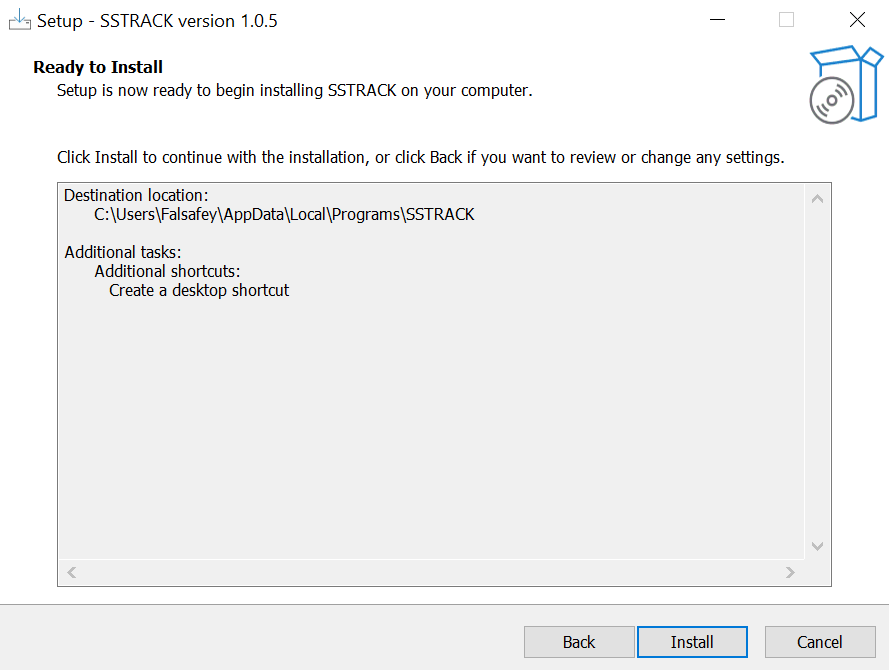 Setup - SSTRACK version 1.0.5
Ready to Install
Setup is now ready to begin installing SSTRACK on your computer.
Click Install to continue with the installation, or click Back if you want to review or change any settings.
Destination location:
C:\Users\Falsafey\AppData\Local\Programs\SSTRACK
Additional tasks:
Additional shortcuts:
Create a desktop shortcut
Back
Install
Cancel